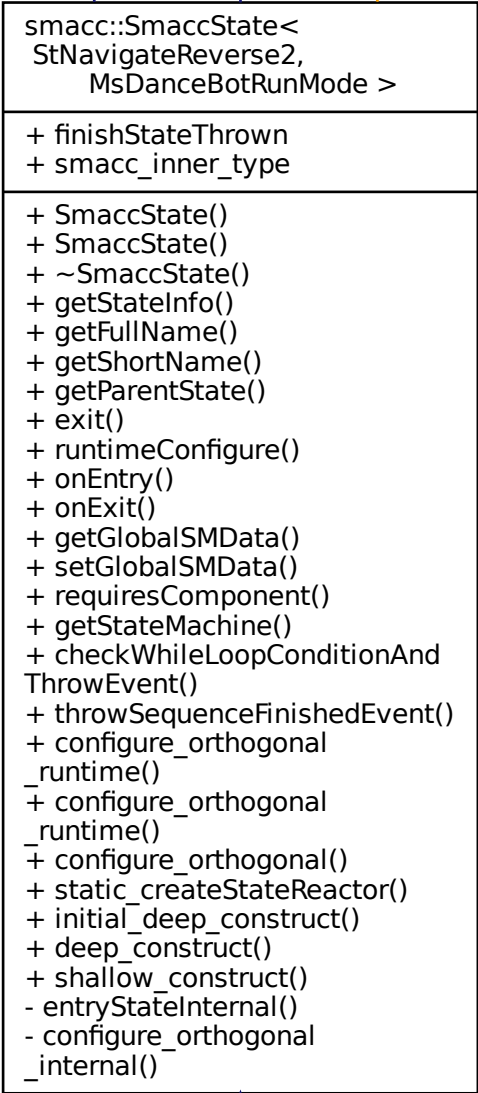 smacc::SmaccState<
StNavigateReverse2,
MsDanceBotRunMode >
+ finishStateThrown
+ smacc_inner_type
+ SmaccState()
+ SmaccState()
+ ~SmaccState()
+ getStateInfo()
+ getFullName()
+ getShortName()
+ getParentState()
+ exit()
+ runtimeConfigure()
+ onEntry()
+ onExit()
+ getGlobalSMData()
+ setGlobalSMData()
+ requiresComponent()
+ getStateMachine()
+ checkWhileLoopConditionAnd
ThrowEvent()
+ throwSequenceFinishedEvent()
+ configure_orthogonal
_runtime()
+ configure_orthogonal
_runtime()
+ configure_orthogonal()
+ static_createStateReactor()
+ initial_deep_construct()
+ deep_construct()
+ shallow_construct()
- entryStateInternal()
- configure_orthogonal
_internal()